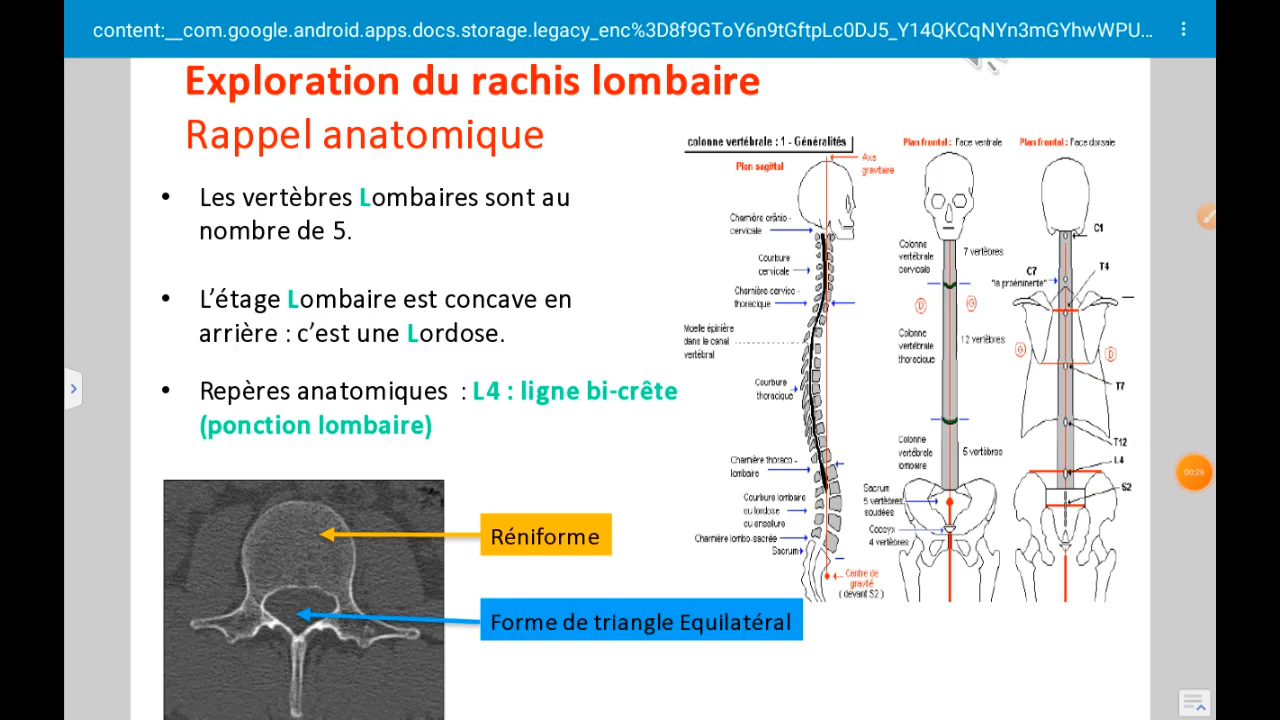 content:__com.google.android.apps.docs.storage.legacy_enc%3D8f9GToY6n9tGftpLc0DJ5_Y14QKCqNYn3mGYhwWPU...
Exploration du rachis lombaire
Rappel anatomique
• Les vertèbres Lombaires sont au
nombre de 5.
• L’étage Lombaire est concave en
arrière : c’est une Lordose.
• Repères anatomiques : L4 : ligne bi-crête
(ponction lombaire)
Réniforme
Forme de triangle Equilatéral
colonne vertébrale : 1 - Généralités
Plan sagittal
Axe
gravitaire
Charnière crânio -
cervicale
Courbure
cervicale
Charnière cervico -
thoracique
Moelle épinière
dans le canal
vertébral
Courbure
thoracique
Charnière thoraco -
lombaire
Courbure lombaire
ou lordose
ou ensellure
Charnière lombo-sacrée
Sacrum
Centre de
gravité
( devant S2 )
Plan frontal : Face ventrale
Colonne
vertébrale
cervicale
7 vertèbres
D
G
Colonne
vertébrale
thoracique
12 vertèbres
Colonne
vertébrale
lombaire
5 vertèbres
Sacrum
5 vertèbres
soudées
Coccyx
4 vertèbres
Plan frontal : Face dorsale
C1
T4
C7
"la proéminente"
G
D
T7
T12
L4
S2
00:26